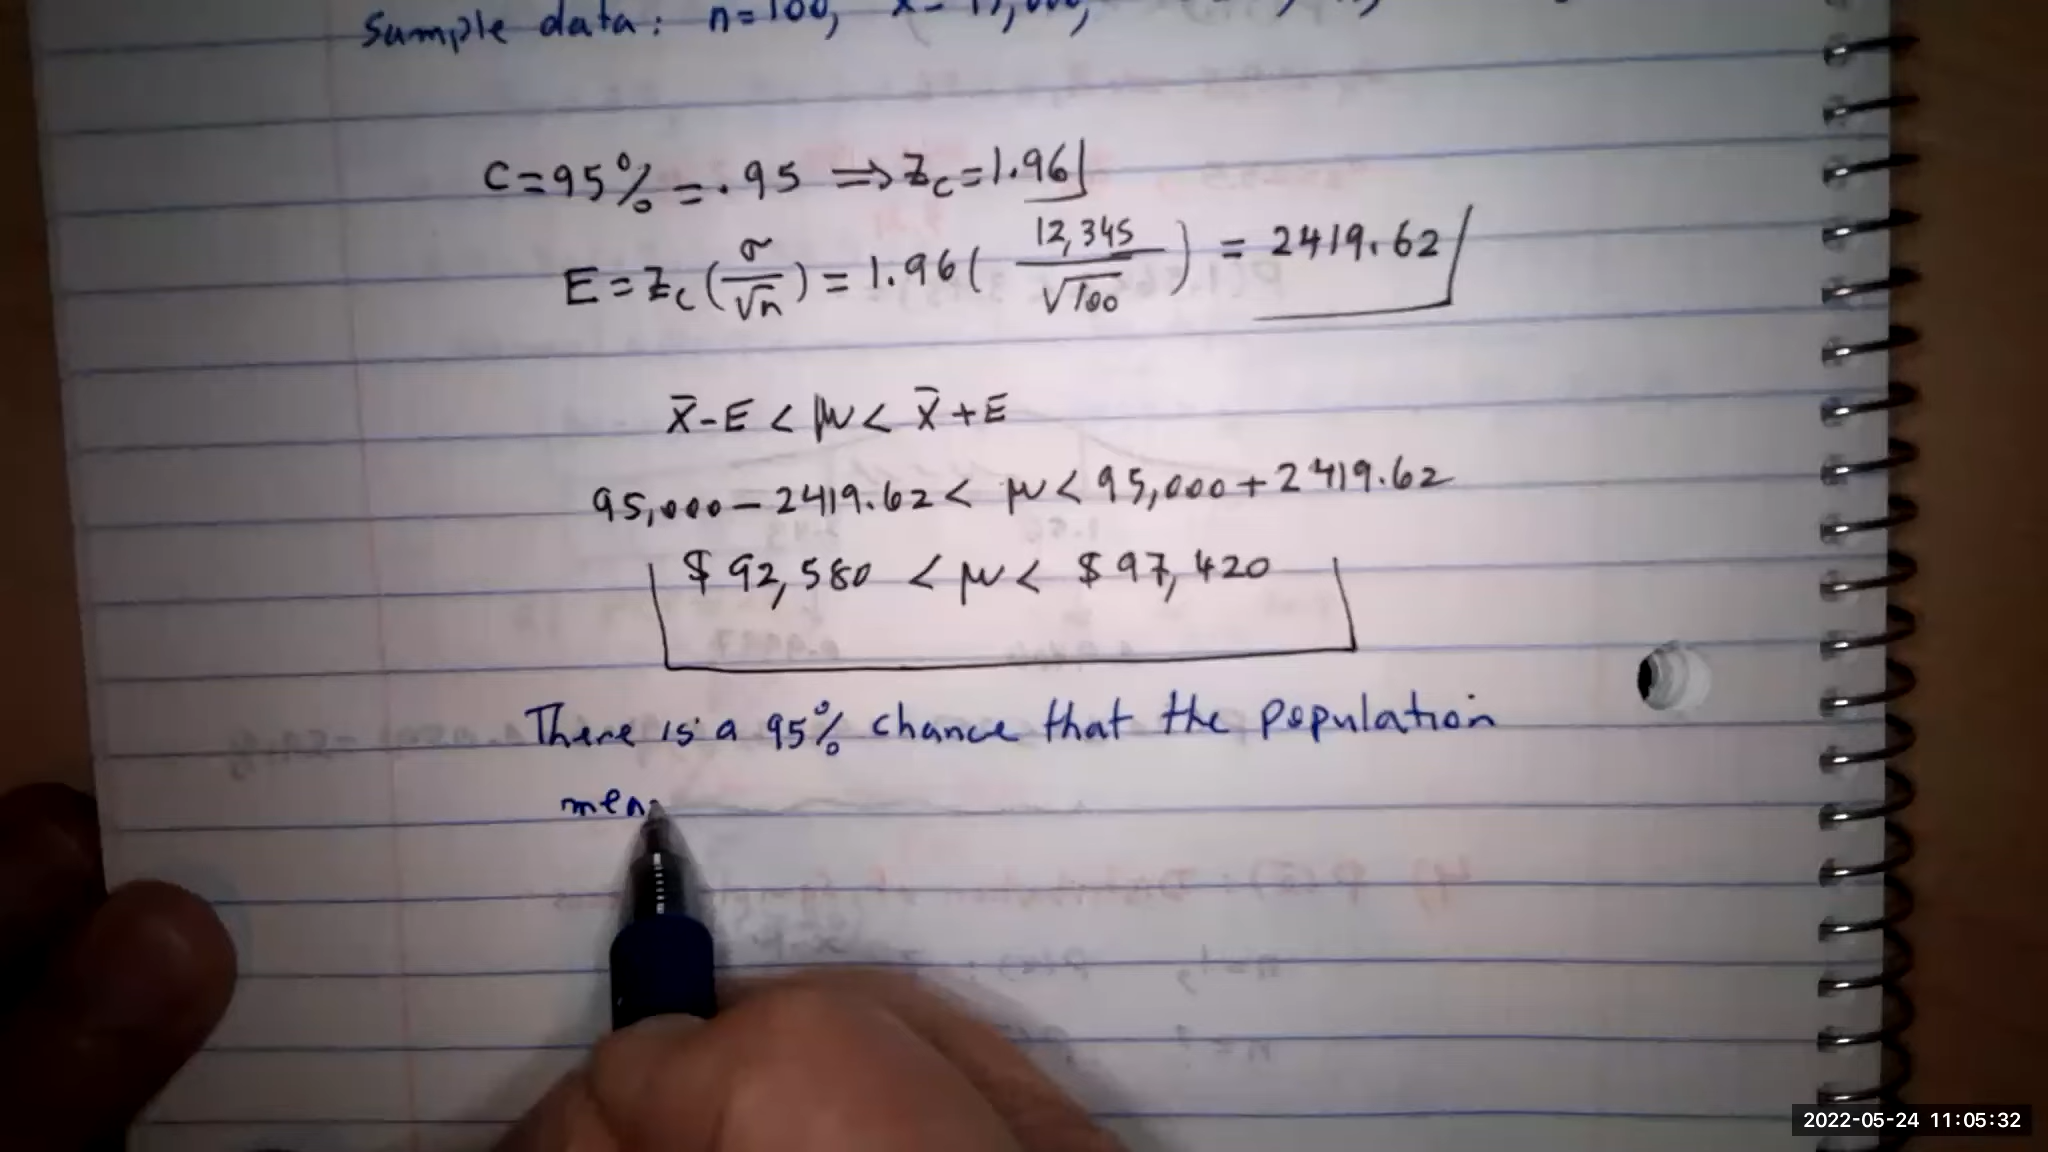 Sample data: n=100,
C=95% = .95 ⟹ Zc=1.96
E=Zc(σ/√n)=1.96(12,345/√100) = 2419.62
x̄-E < μ < x̄+E
95,000-2419.62 < μ < 95,000+2419.62
$92,580 < μ < $97,420
There is a 95% chance that the population
mea
2022-05-24 11:05:32